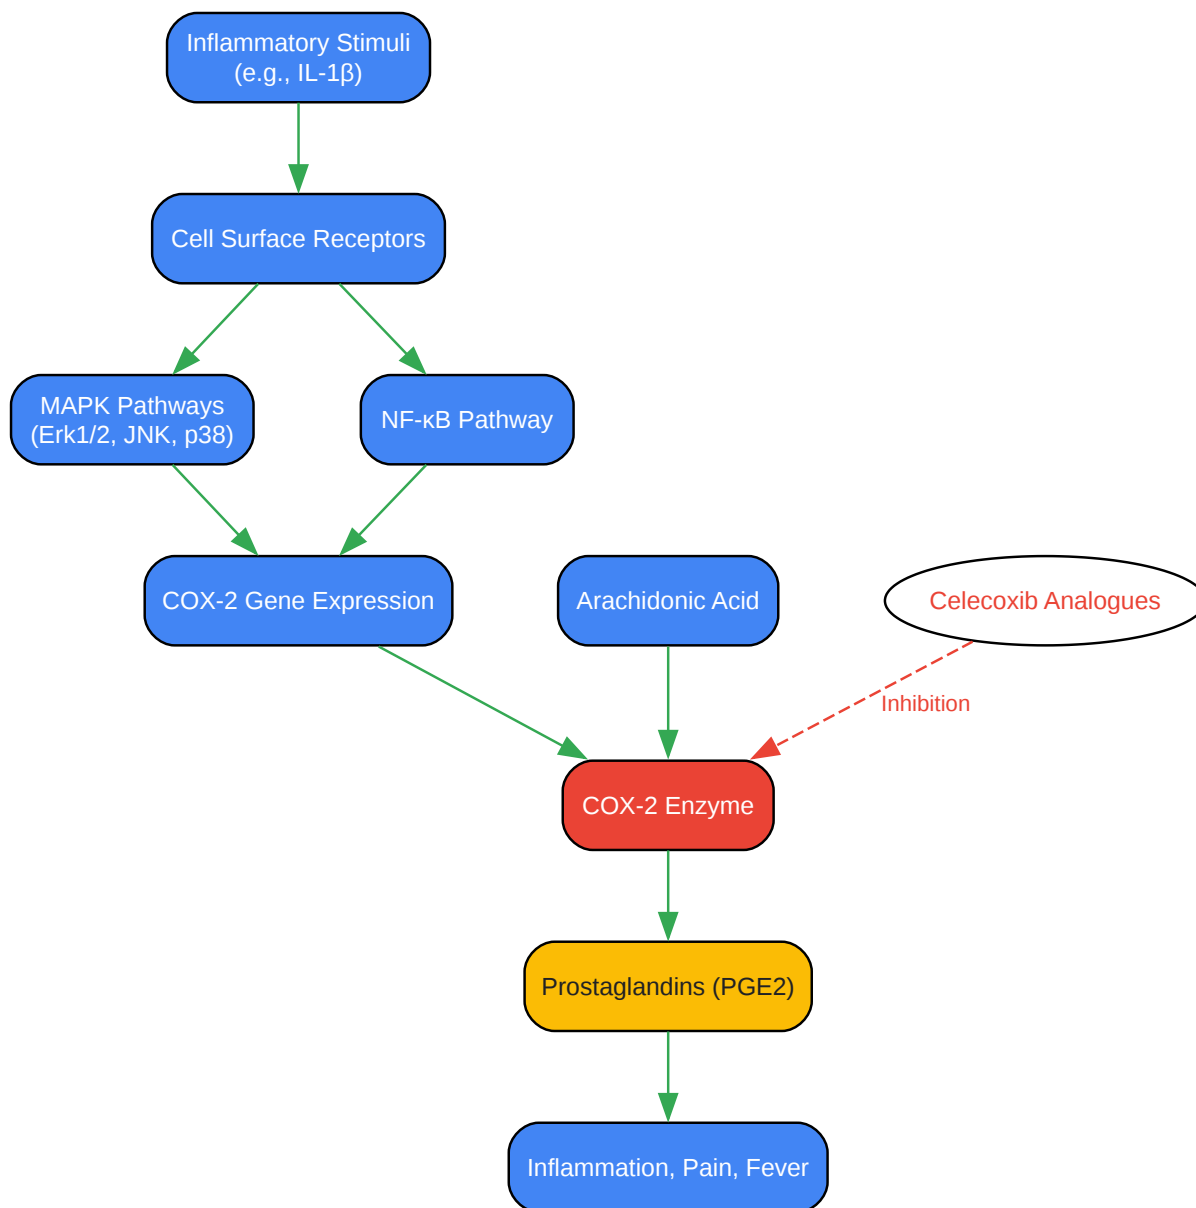 Inflammatory Stimuli
(e.g., IL-1β)
Cell Surface Receptors
MAPK Pathways
(Erk1/2, JNK, p38)
NF-κB Pathway
COX-2 Gene Expression
Arachidonic Acid
Celecoxib Analogues
Inhibition
COX-2 Enzyme
Prostaglandins (PGE2)
Inflammation, Pain, Fever